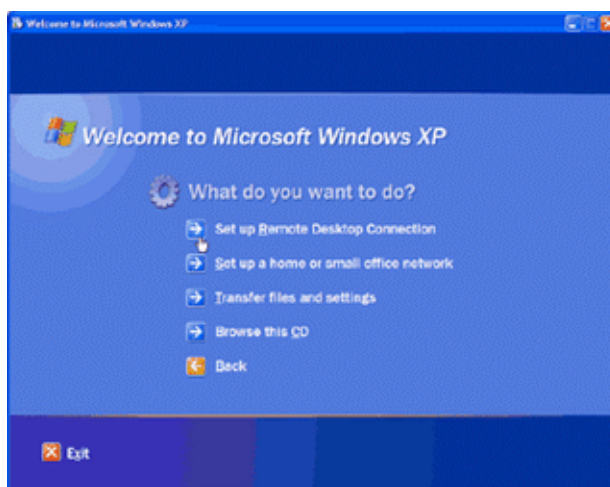 Welcome to Microsoft Windows XP
Welcome to Microsoft Windows XP
What do you want to do?
Set up Remote Desktop Connection
Set up a home or small office network
Transfer files and settings
Browse this CD
Back
Exit